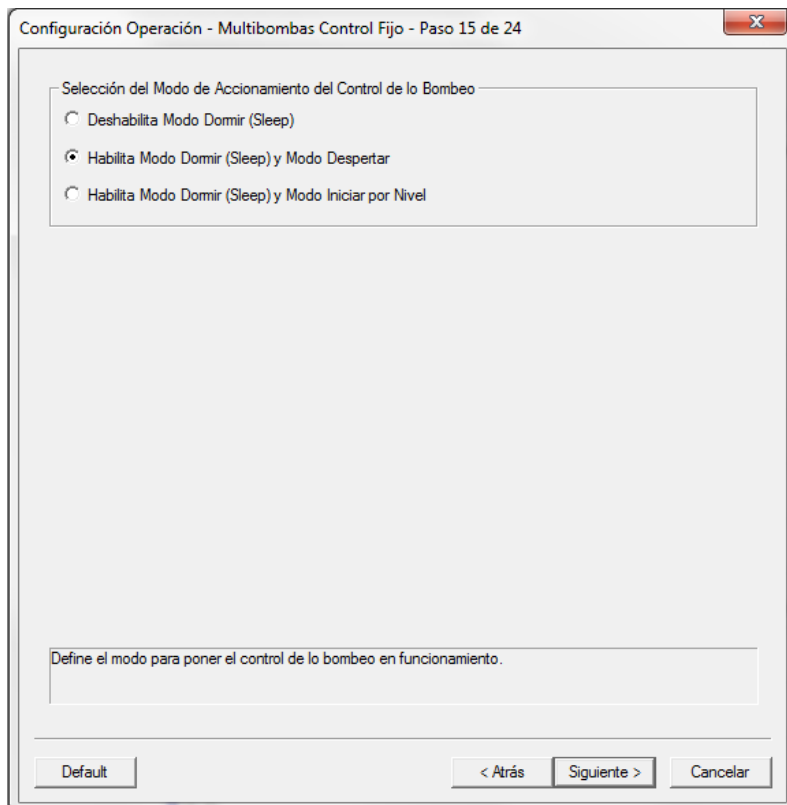 Configuración Operación - Multibombas Control Fijo - Paso 15 de 24
Selección del Modo de Accionamiento del Control de lo Bombeo
Deshabilita Modo Dormir (Sleep)
Habilita Modo Dormir (Sleep) y Modo Despertar
Habilita Modo Dormir (Sleep) y Modo Iniciar por Nivel
Define el modo para poner el control de lo bombeo en funcionamiento.
Default
< Atrás
Siguiente >
Cancelar